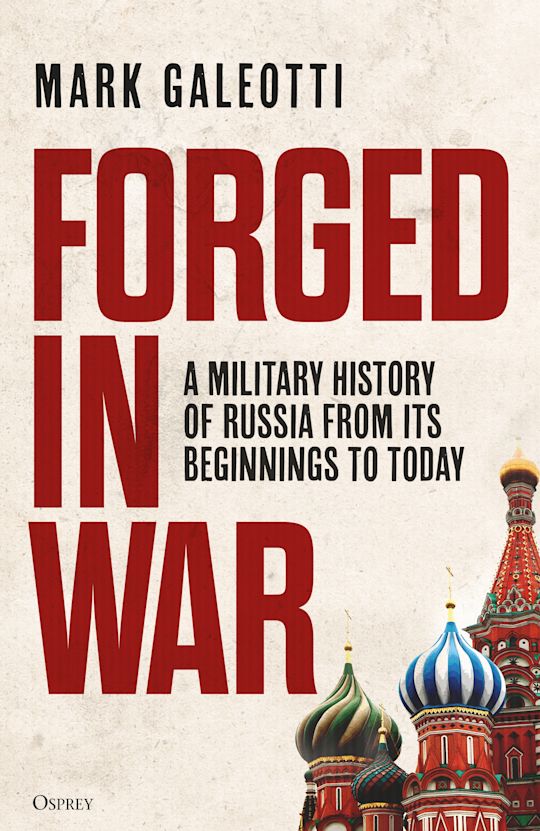 MARK GALEOTTI
FORGED
IN
A MILITARY HISTORY
OF RUSSIA FROM ITS
BEGINNINGS TO TODAY
WAR
OSPREY